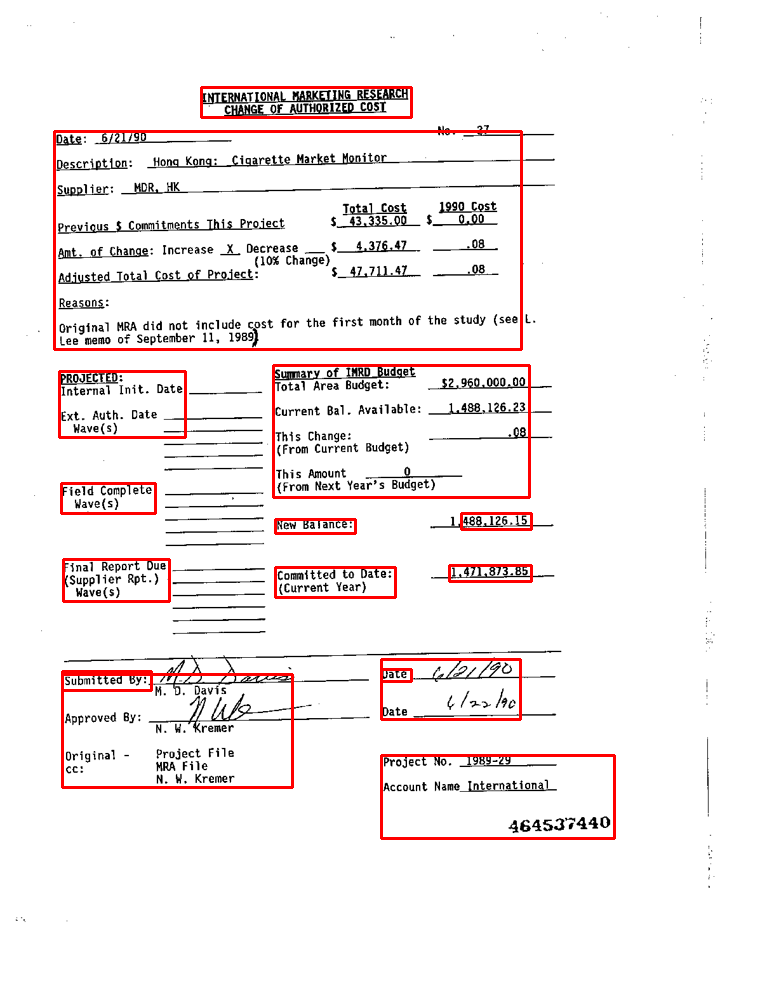 INTERNATIONAL MARKETING RESEARCH
CHANGE OF AUTHORIZED COST
No. 27
Date: 6/21/90
Description: Hong Kong: Cigarette Market Monitor
Supplier: MDR, HK
Total Cost 1990 Cost
Previous $ Commitments This Project $ 43,335.00 $ 0.00
Amt. of Change: Increase X Decrease $ 4,376.47 .08
(10% Change)
Adjusted Total Cost of Project: $ 47,711.47 .08
Reasons:
Original MRA did not include cost for the first month of the study (see L.
Lee memo of September 11, 1989)
PROJECTED: Summary of IMRD Budget
Internal Init. Date Total Area Budget: $2,960,000.00
Ext. Auth. Date Current Bal. Available: 1,488,126.23
Wave(s)
This Change: .08
(From Current Budget)
This Amount 0
(From Next Year's Budget)
Field Complete
Wave(s)
New Balance: 1,488,126.15
Final Report Due
(Supplier Rpt.) Committed to Date: 1,471,873.85
Wave(s) (Current Year)
Submitted By: M.D. Davis Date 6/21/90
M. D. Davis
Approved By: Date 6/22/90
N. W. Kremer
Original - Project File
cc: MRA File
N. W. Kremer
Project No. 1989-29
Account Name International
464537440